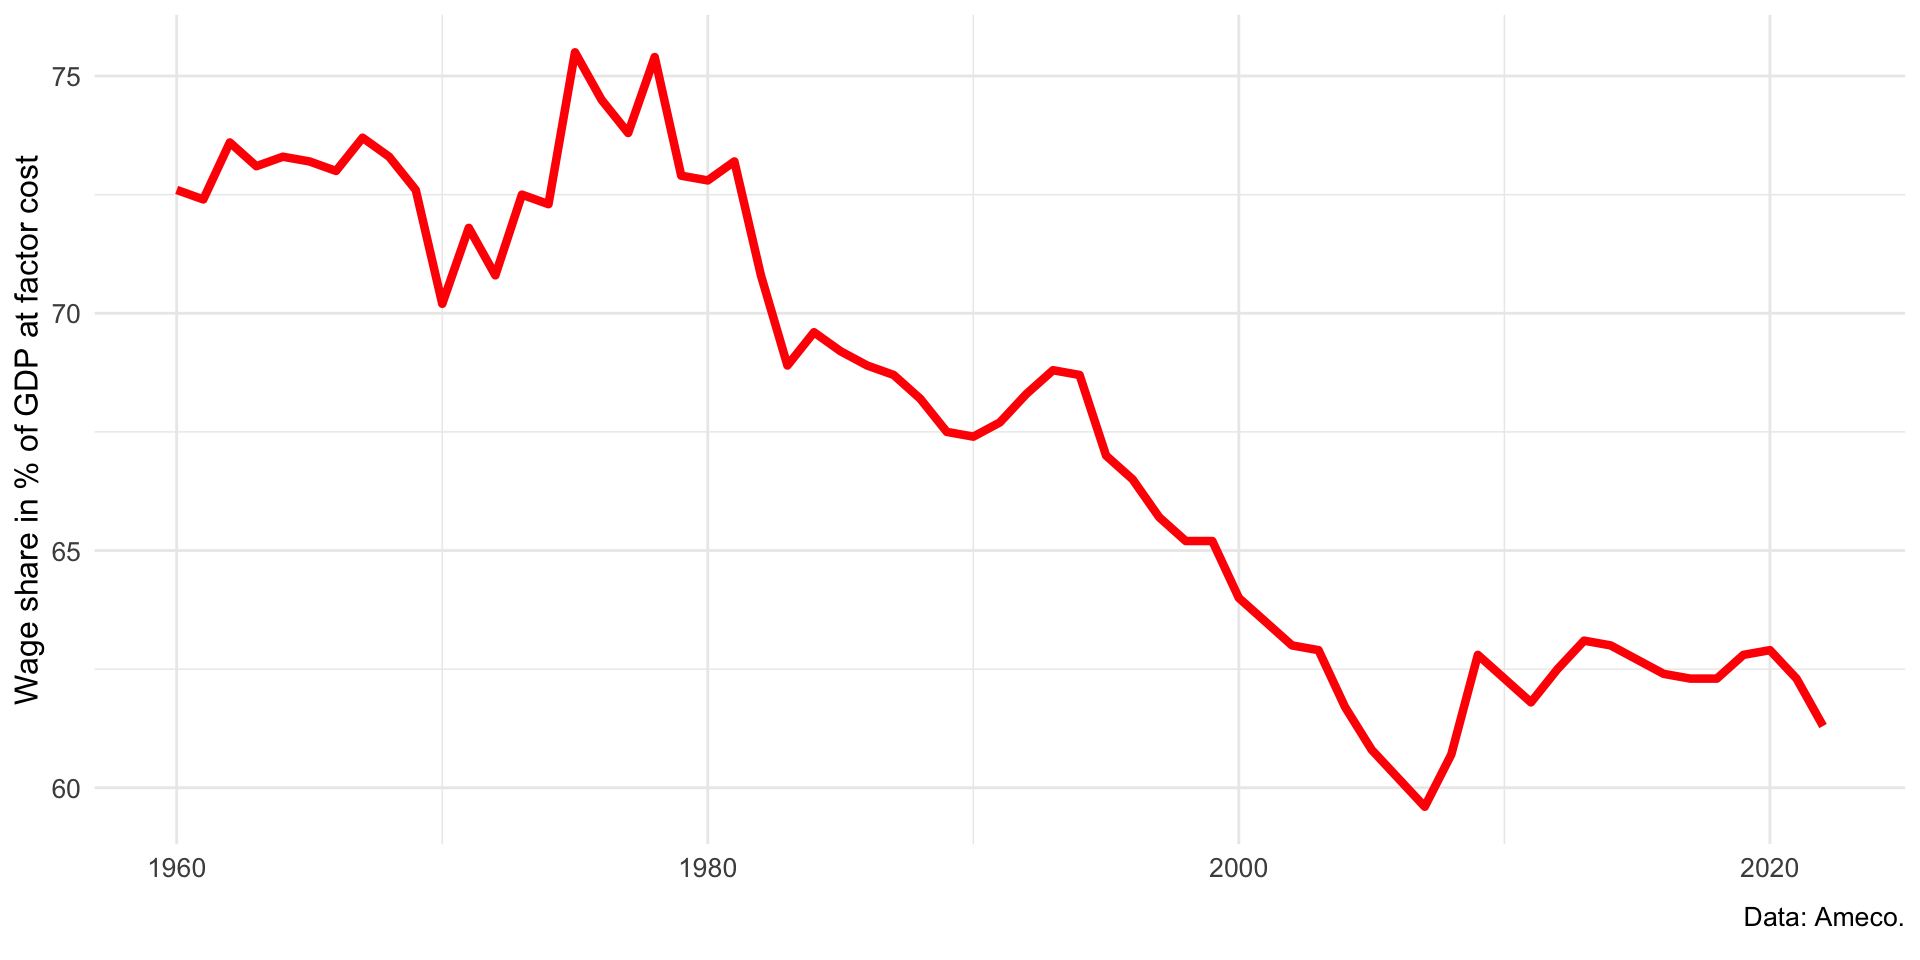 Wage share in % of GDP at factor cost
75
70
65
60
1960 1980 2000 2020
Data: Ameco.